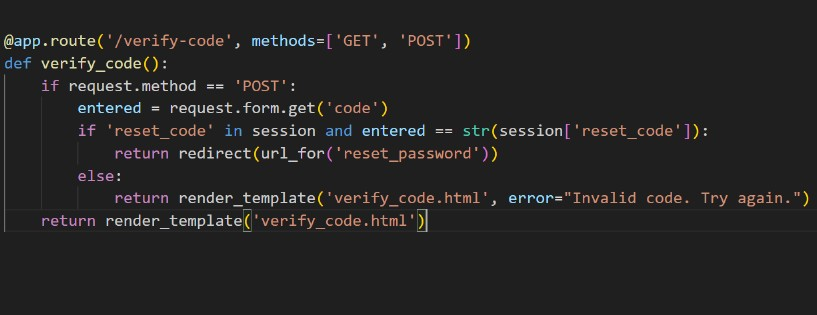 @app.route('/verify-code', methods=['GET', 'POST'])
def verify_code():
    if request.method == 'POST':
        entered = request.form.get('code')
        if 'reset_code' in session and entered == str(session['reset_code']):
            return redirect(url_for('reset_password'))
        else:
            return render_template('verify_code.html', error="Invalid code. Try again.")
    return render_template('verify_code.html')